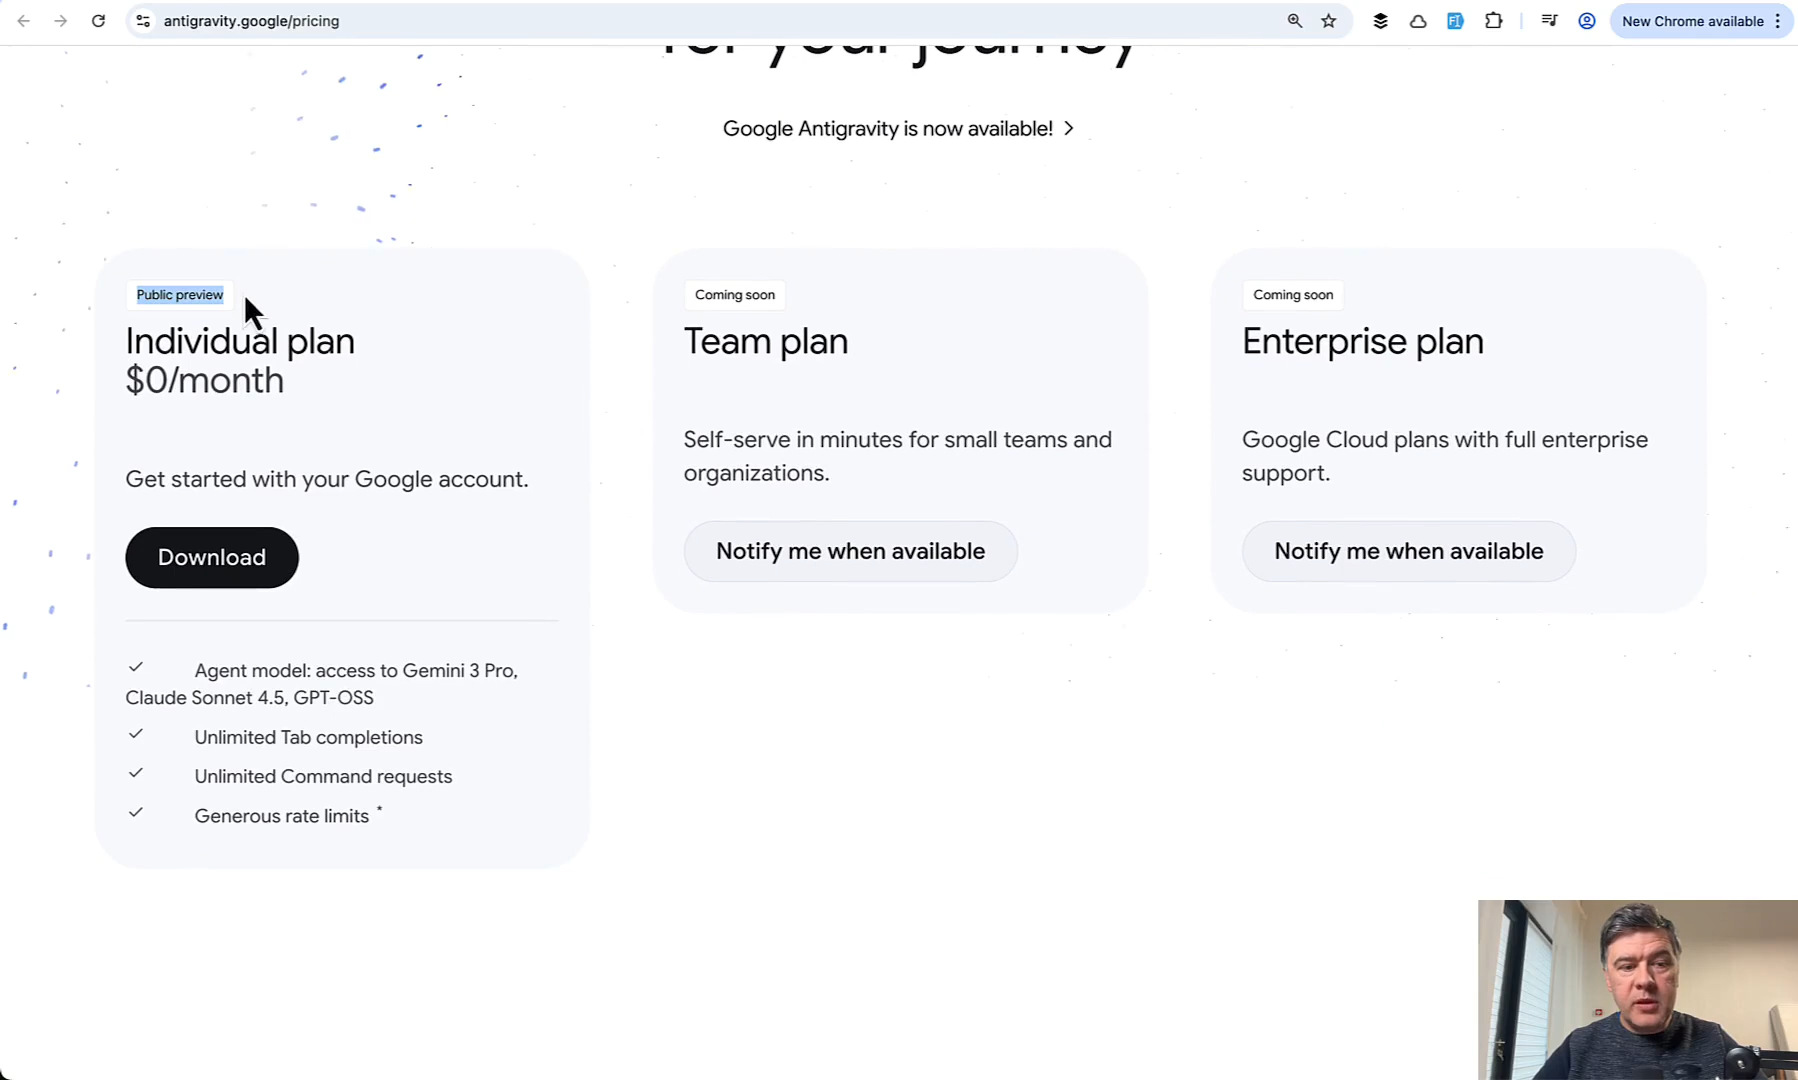 antigravity.google/pricing
New Chrome available
for your journey
Google Antigravity is now available!
Public preview
Individual plan
$0/month
Get started with your Google account.
Download
Agent model: access to Gemini 3 Pro,
Claude Sonnet 4.5, GPT-OSS
Unlimited Tab completions
Unlimited Command requests
Generous rate limits *
Coming soon
Team plan
Self-serve in minutes for small teams and
organizations.
Notify me when available
Coming soon
Enterprise plan
Google Cloud plans with full enterprise
support.
Notify me when available